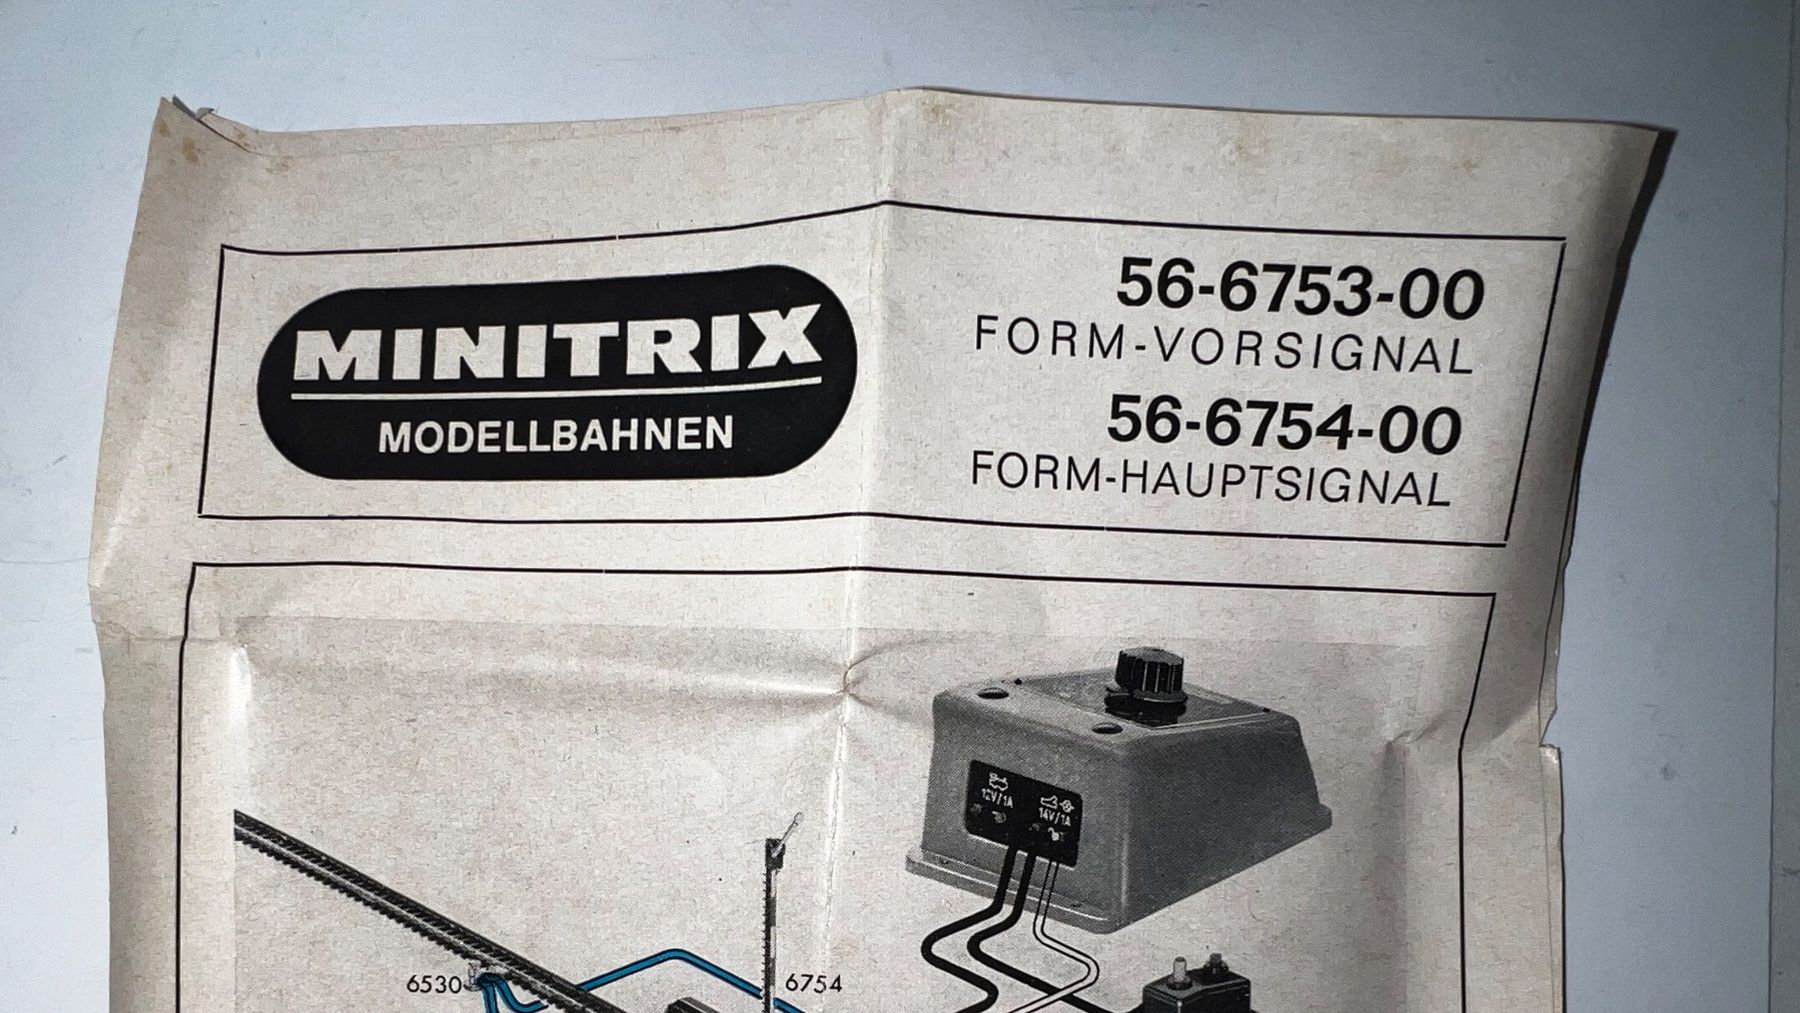 MINITRIX
MODELLBAHNEN
56-6753-00
FORM-VORSIGNAL
56-6754-00
FORM-HAUPTSIGNAL
12V/1A
14V/1A
6530
6754